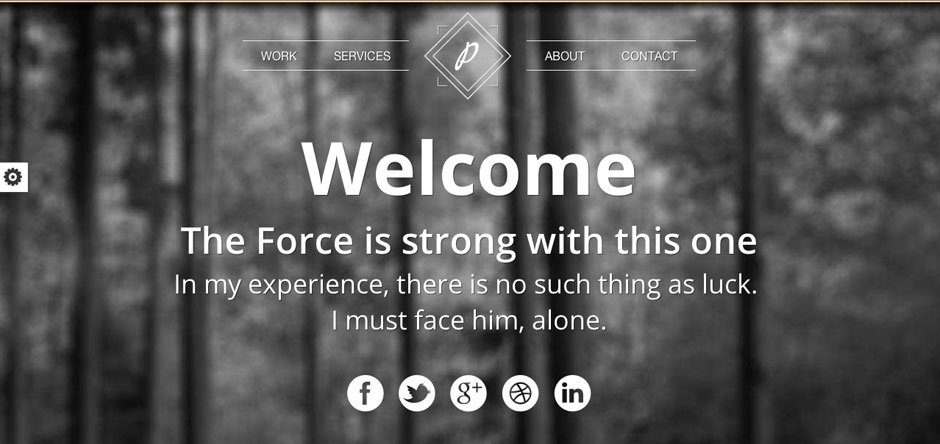 WORK SERVICES P ABOUT CONTACT
Welcome
The Force is strong with this one
In my experience, there is no such thing as luck.
I must face him, alone.
f g+ in